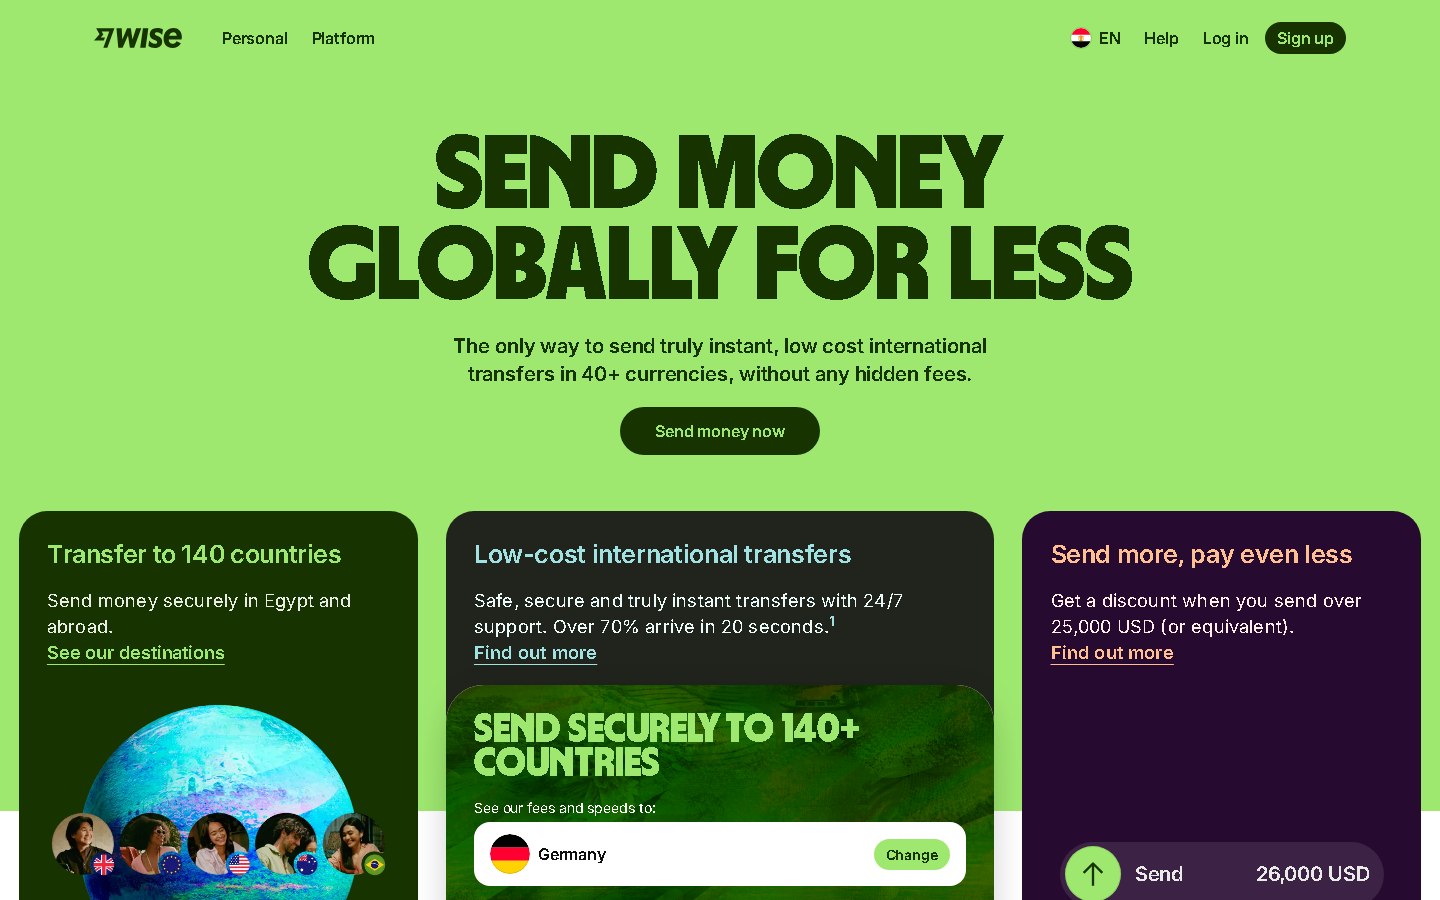 WISE
Personal
Platform
EN
Help
Log in
Sign up
SEND MONEY
GLOBALLY FOR LESS
The only way to send truly instant, low cost international
transfers in 40+ currencies, without any hidden fees.
Send money now
Transfer to 140 countries
Send money securely in Egypt and
abroad.
See our destinations
Low-cost international transfers
Safe, secure and truly instant transfers with 24/7
support. Over 70% arrive in 20 seconds.¹
Find out more
SEND SECURELY TO 140+
COUNTRIES
See our fees and speeds to:
Germany
Change
Send more, pay even less
Get a discount when you send over
25,000 USD (or equivalent).
Find out more
Send
26,000 USD